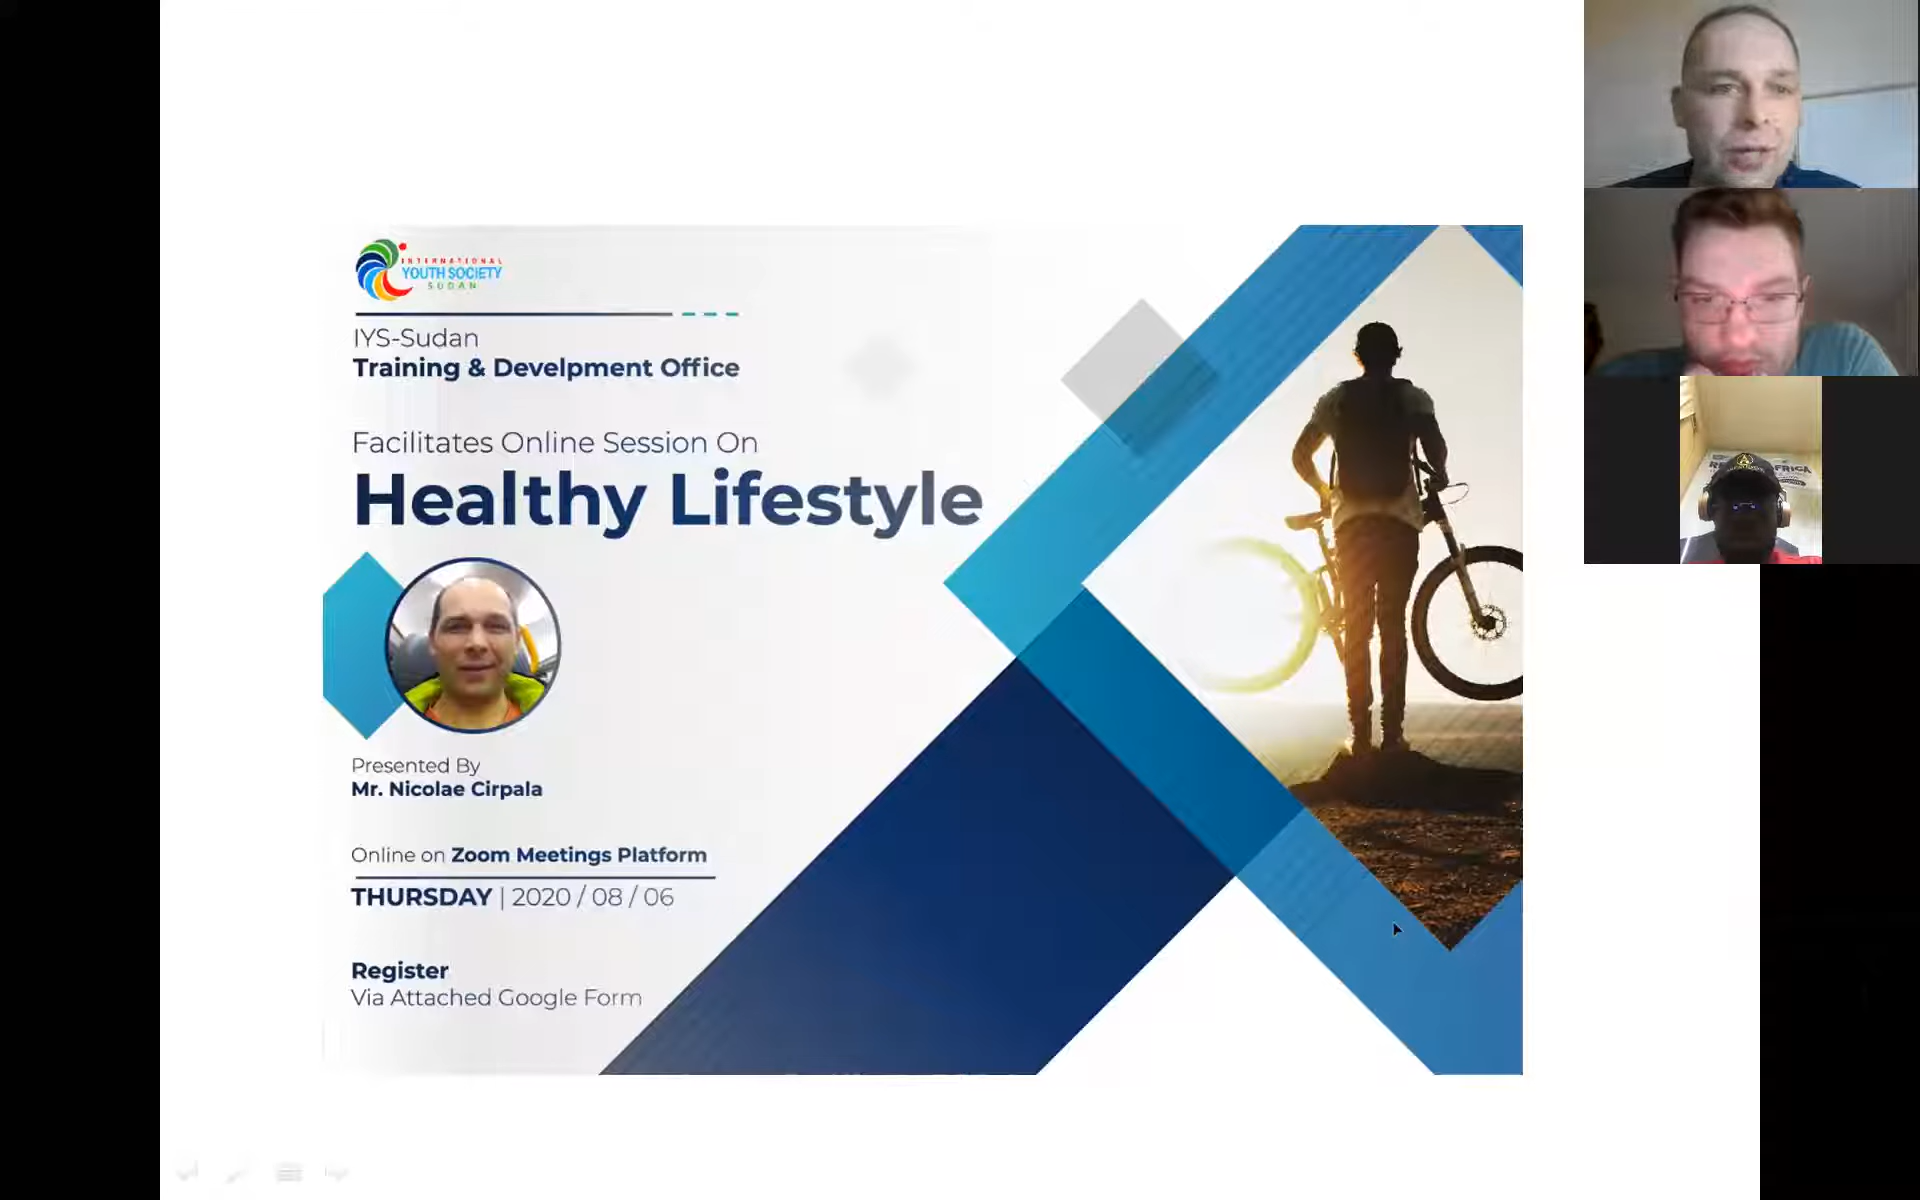 INTERNATIONAL
YOUTH SOCIETY
SUDAN
IYS-Sudan
Training & Develpment Office
Facilitates Online Session On
Healthy Lifestyle
Presented By
Mr. Nicolae Cirpala
Online on Zoom Meetings Platform
THURSDAY | 2020 / 08 / 06
Register
Via Attached Google Form